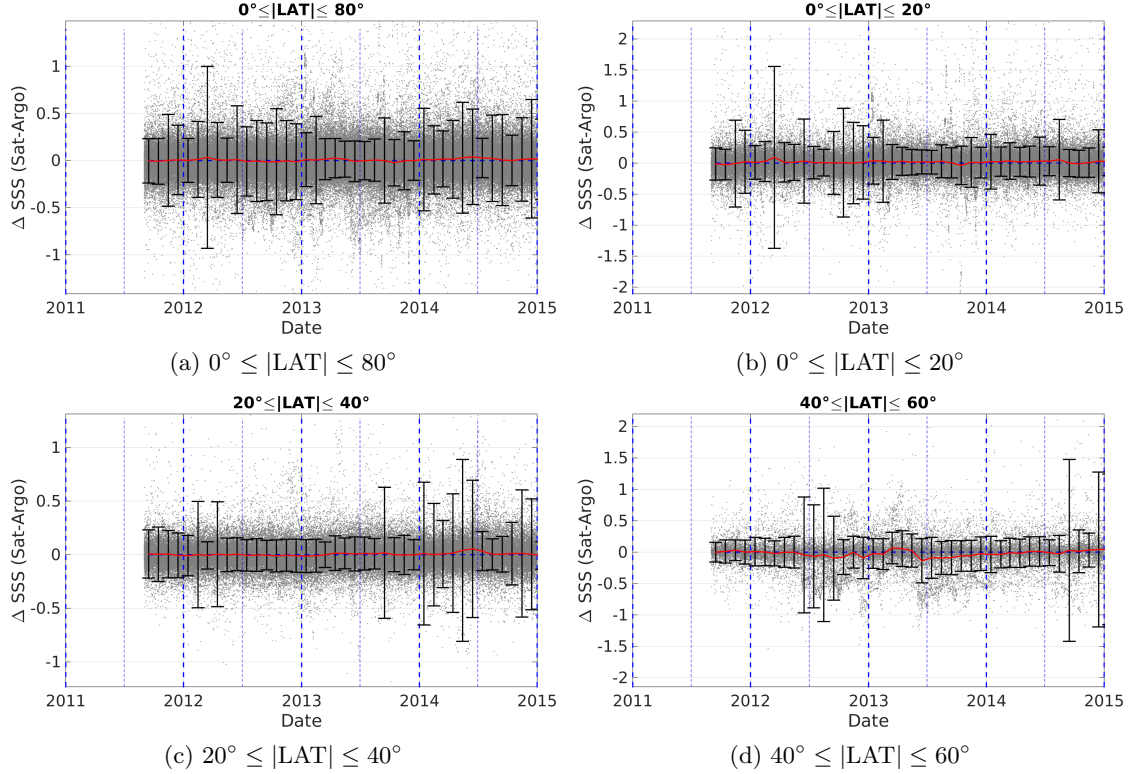 0°≤|LAT|≤ 80°
Δ SSS (Sat-Argo)
1
0.5
0
-0.5
-1
2011 2012 2013 2014 2015
Date
(a) 0° ≤ |LAT| ≤ 80°
0°≤|LAT|≤ 20°
Δ SSS (Sat-Argo)
2
1.5
1
0.5
0
-0.5
-1
-1.5
-2
2011 2012 2013 2014 2015
Date
(b) 0° ≤ |LAT| ≤ 20°
20°≤|LAT|≤ 40°
Δ SSS (Sat-Argo)
1
0.5
0
-0.5
-1
2011 2012 2013 2014 2015
Date
(c) 20° ≤ |LAT| ≤ 40°
40°≤|LAT|≤ 60°
Δ SSS (Sat-Argo)
2
1.5
1
0.5
0
-0.5
-1
-1.5
-2
2011 2012 2013 2014 2015
Date
(d) 40° ≤ |LAT| ≤ 60°